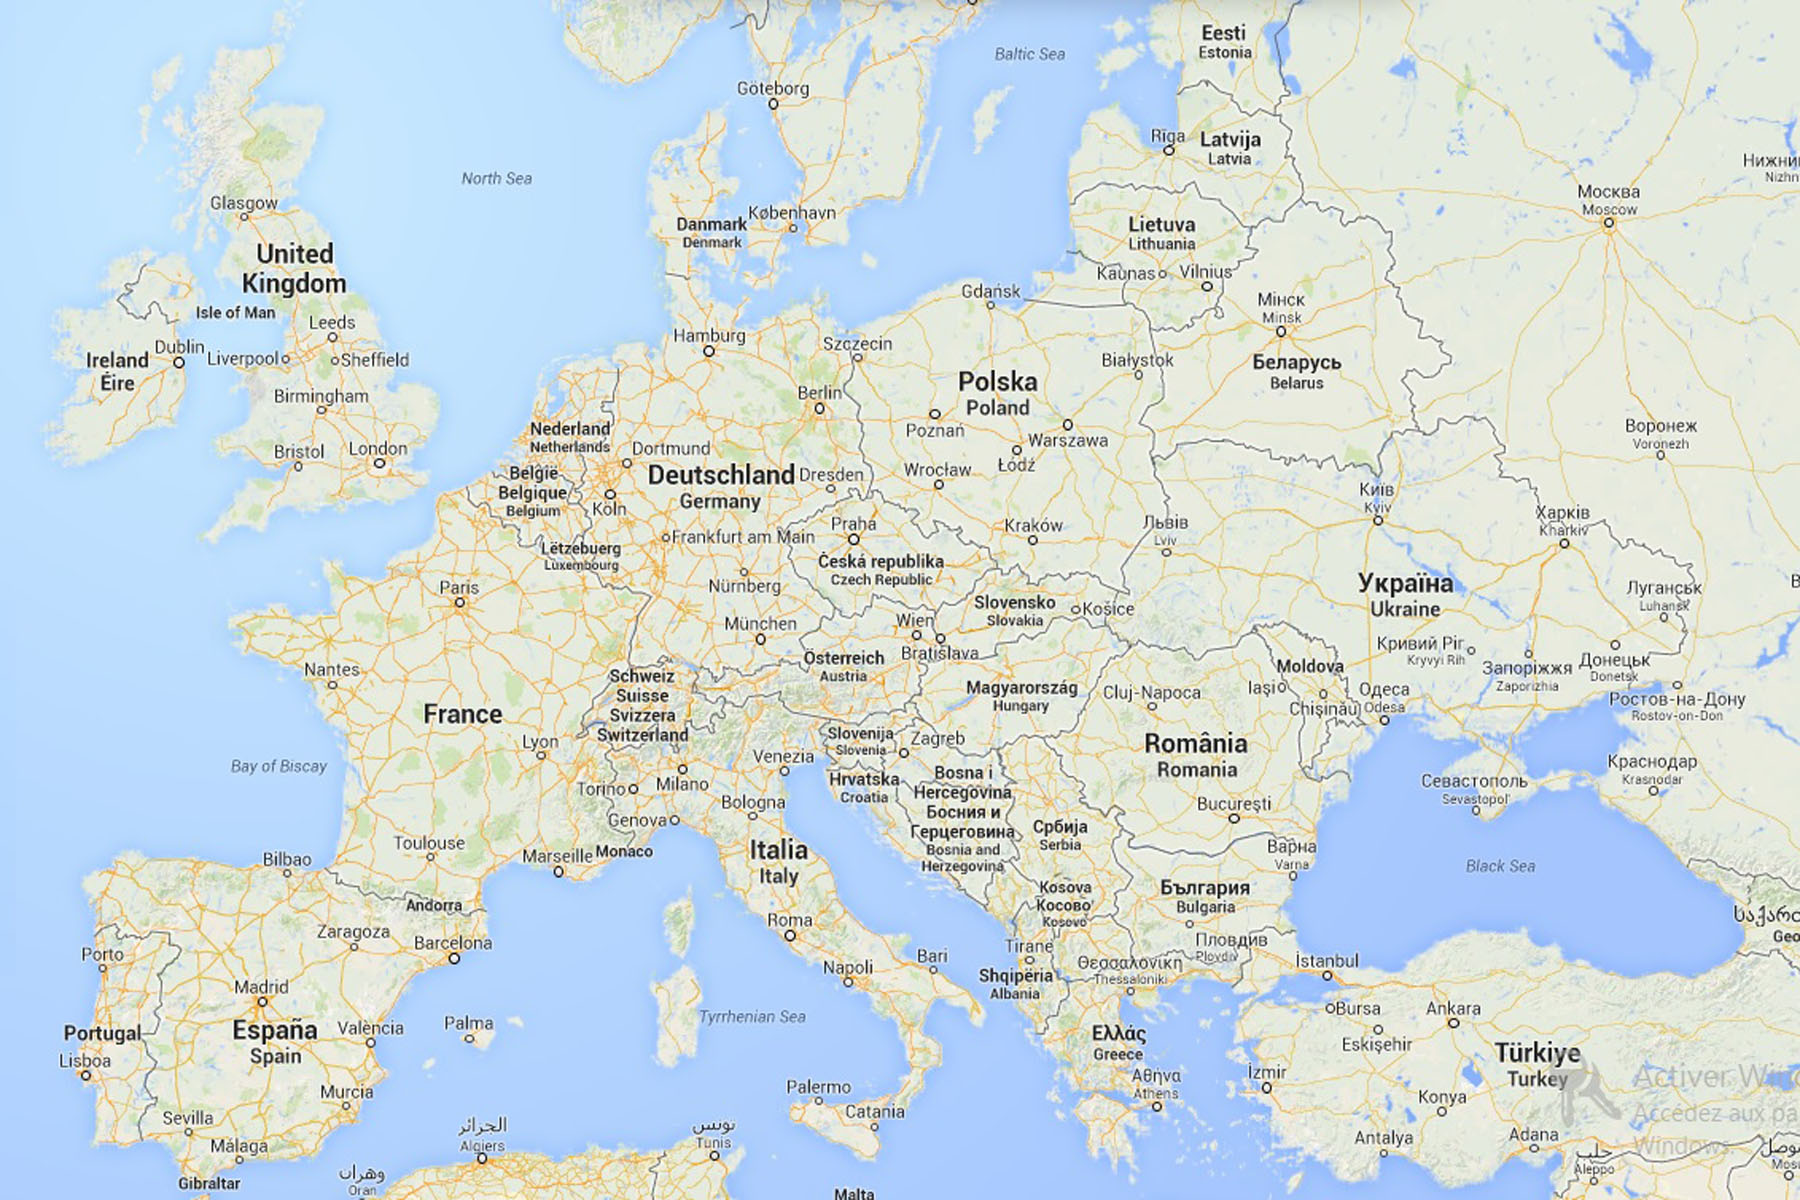 Eesti
Estonia
Baltic Sea
Göteborg
Rīga
Latvija
Latvia
Нижни
Nizhn
North Sea
Москва
Moscow
Glasgow
Danmark
Denmark
København
Lietuva
Lithuania
United
Kingdom
Kaunas
Vilnius
Gdańsk
Мінск
Minsk
Isle of Man
Leeds
Hamburg
Szczecin
Dublin
Liverpool
Sheffield
Ireland
Éire
Białystok
Беларусь
Belarus
Birmingham
Berlin
Polska
Poland
Poznań
Warszawa
Nederland
Netherlands
Воронеж
Voronezh
Bristol
London
Dortmund
Łódź
België
Belgique
Belgium
Deutschland
Germany
Dresden
Wrocław
Київ
Kyiv
Köln
Praha
Kraków
Львів
Lviv
Харків
Kharkiv
Frankfurt am Main
Lëtzebuerg
Luxembourg
Česká republika
Czech Republic
Paris
Nürnberg
Україна
Ukraine
Луганськ
Luhansk
Slovensko
Slovakia
Košice
München
Wien
Bratislava
Кривий Ріг
Kryvyi Rih
Nantes
Österreich
Austria
Moldova
Запоріжжя
Zaporizhia
Донецьк
Donetsk
Schweiz
Suisse
Svizzera
Switzerland
Magyarország
Hungary
Cluj-Napoca
Iași
Chișinău
Одеса
Odesa
Ростов-на-Дону
Rostov-on-Don
France
Lyon
Slovenija
Slovenia
Zagreb
România
Romania
Bay of Biscay
Venezia
Краснодар
Krasnodar
Torino
Milano
Hrvatska
Croatia
Bosna i
Hercegovina
Босния и
Герцеговина
Bosnia and
Herzegovina
Севастополь
Sevastopol'
Bologna
București
Genova
Србија
Serbia
Toulouse
Marseille
Monaco
Italia
Italy
Варна
Varna
Bilbao
Black Sea
Andorra
Kosova
Косово
Kosovo
България
Bulgaria
საქარ
Geo
Porto
Zaragoza
Barcelona
Roma
Tirane
Пловдив
Plovdiv
Bari
Napoli
Shqipëria
Albania
Θεσσαλονίκη
Thessaloniki
İstanbul
Madrid
Bursa
Ankara
Portugal
España
Spain
València
Palma
Tyrrhenian Sea
Ελλάς
Greece
Eskişehir
Türkiye
Turkey
Lisboa
Αθήνα
Athens
İzmir
Activer Win
Accédez aux pa
Windows.
Murcia
Palermo
Konya
Sevilla
Catania
Málaga
الجزائر
Algiers
تونس
Tunis
Antalya
Adana
Gibraltar
وهران
Oran
حلب
Aleppo
موصل
Mos
Malta